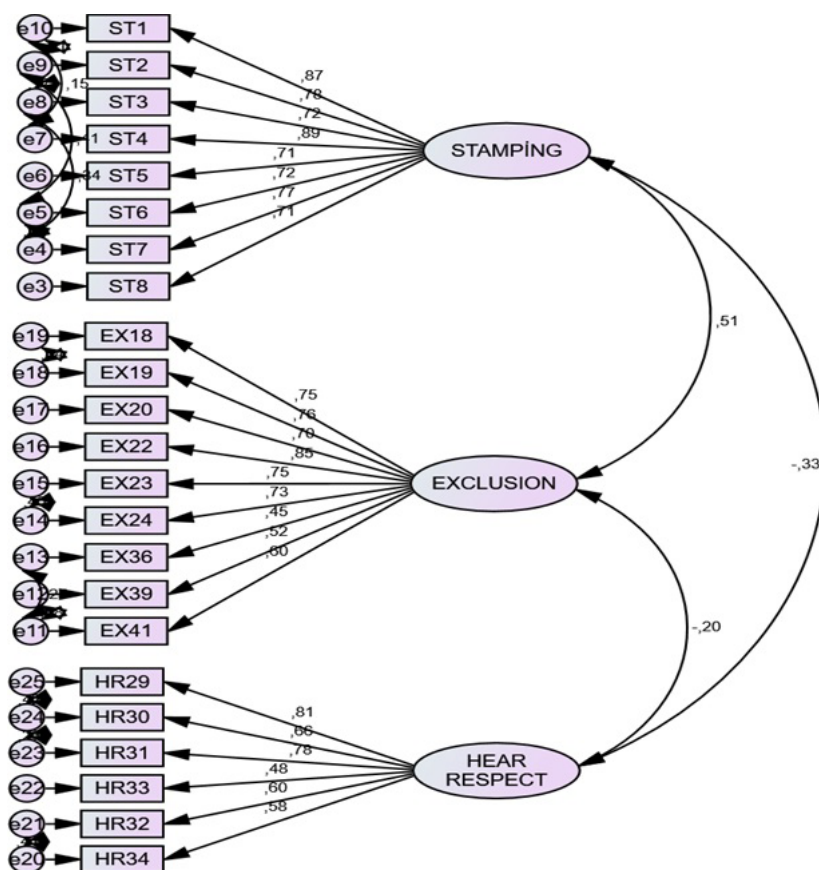 e10 ST1
e9 ST2
e8 ST3
e7 ST4
e6 ST5
e5 ST6
e4 ST7
e3 ST8
,15
,87
,78
,72
,89
,71
,72
,77
,71
STAMPİNG
,51
-,33
e19 EX18
e18 EX19
e17 EX20
e16 EX22
e15 EX23
e14 EX24
e13 EX36
e12 EX39
e11 EX41
,75
,76
,70
,85
,75
,73
,45
,52
,60
EXCLUSION
-,20
e25 HR29
e24 HR30
e23 HR31
e22 HR33
e21 HR32
e20 HR34
,81
,66
,78
,48
,60
,58
HEAR
RESPECT